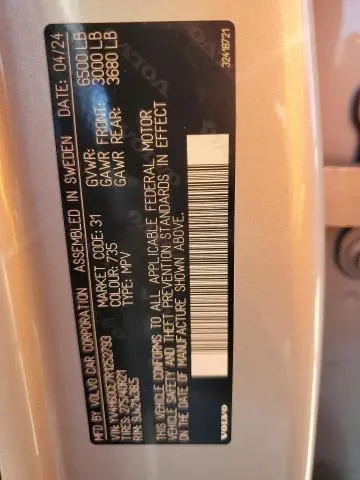 MFD BY VOLVO CAR CORPORATION ASSEMBLED IN SWEDEN DATE: 04/24
GVWR: 6500 LB
MARKET CODE: 31 GAWR FRONT: 3000 LB
COLOUR: 735 GAWR REAR: 3680 LB
TYPE: MPV
THIS VEHICLE CONFORMS TO ALL APPLICABLE FEDERAL MOTOR
VEHICLE SAFETY AND THEFT PREVENTION STANDARDS IN EFFECT
ON DATE OF MANUFACTURE SHOWN ABOVE.
VOLVO
32418721